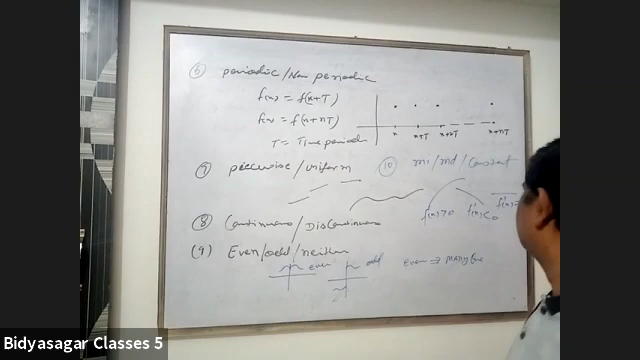 ⑥ periodic / Non periodic
f(x) = f(x+T)
f(x) = f(x+nT)
T = Time period
x x+T x+2T x+nT
⑦ piecewise / uniform
⑩ mi / md / constant
f'(x)>0 f'(x)<0 f'(x)=
⑧ Continuous / Discontinuous
(9) Even/odd/neither
even odd Even ⇒ Many one
Bidyasagar Classes 5